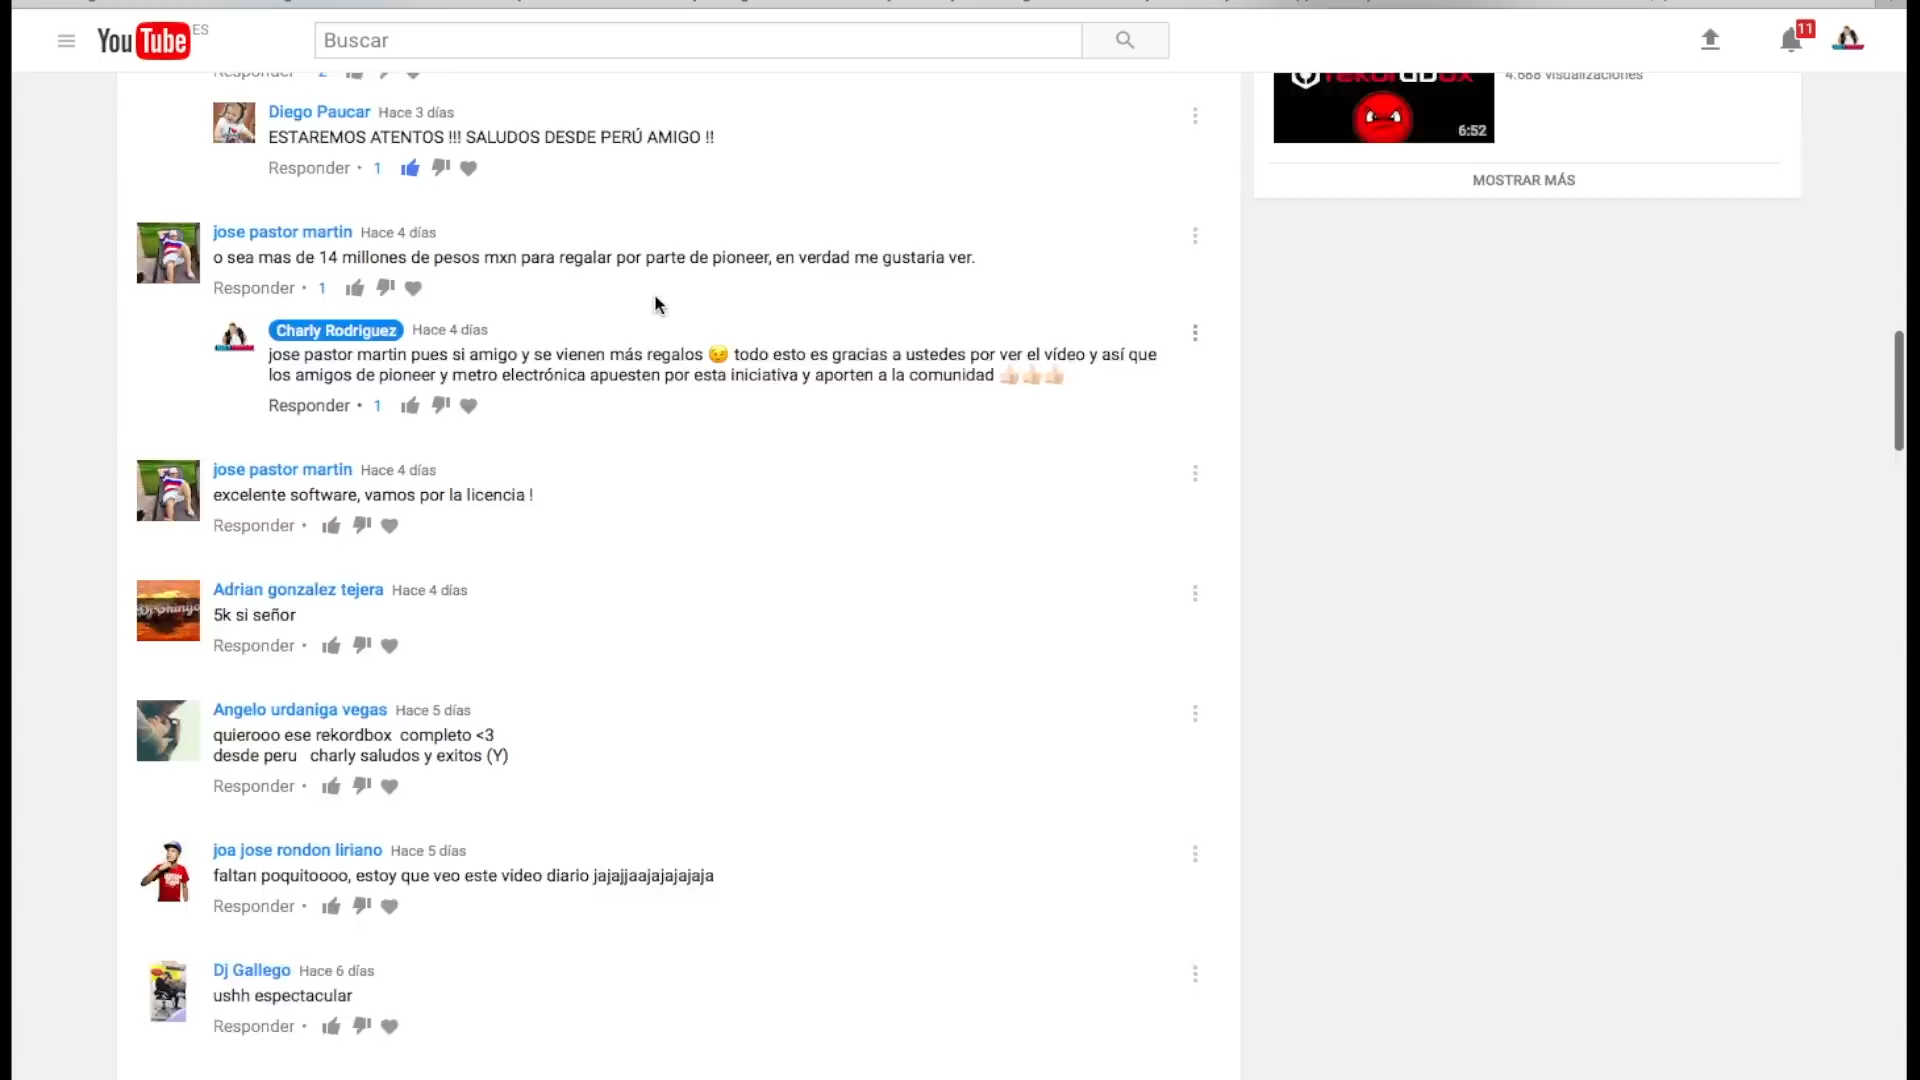 YouTube ES
Buscar
11
Responder 2
rekordbox
4.688 visualizaciones
6:52
MOSTRAR MÁS
Diego Paucar Hace 3 días
ESTAREMOS ATENTOS !!! SALUDOS DESDE PERÚ AMIGO !!
Responder • 1
jose pastor martin Hace 4 días
o sea mas de 14 millones de pesos mxn para regalar por parte de pioneer, en verdad me gustaria ver.
Responder • 1
Charly Rodriguez Hace 4 días
jose pastor martin pues si amigo y se vienen más regalos 😉 todo esto es gracias a ustedes por ver el vídeo y así que
los amigos de pioneer y metro electrónica apuesten por esta iniciativa y aporten a la comunidad 👍🏻👍🏻👍🏻
Responder • 1
jose pastor martin Hace 4 días
excelente software, vamos por la licencia !
Responder •
Adrian gonzalez tejera Hace 4 días
5k si señor
Responder •
Angelo urdaniga vegas Hace 5 días
quierooo ese rekordbox completo <3
desde peru charly saludos y exitos (Y)
Responder •
joa jose rondon liriano Hace 5 días
faltan poquitoooo, estoy que veo este video diario jajajjaajajajajaja
Responder •
Dj Gallego Hace 6 días
ushh espectacular
Responder •